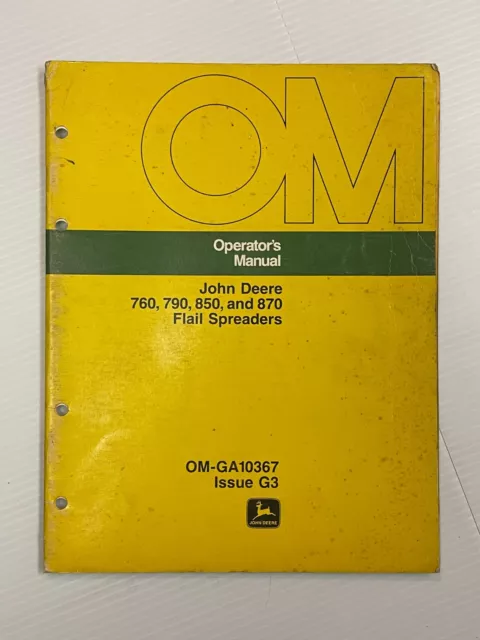 OM
Operator's
Manual
John Deere
760, 790, 850, and 870
Flail Spreaders
OM-GA10367
Issue G3
JOHN DEERE